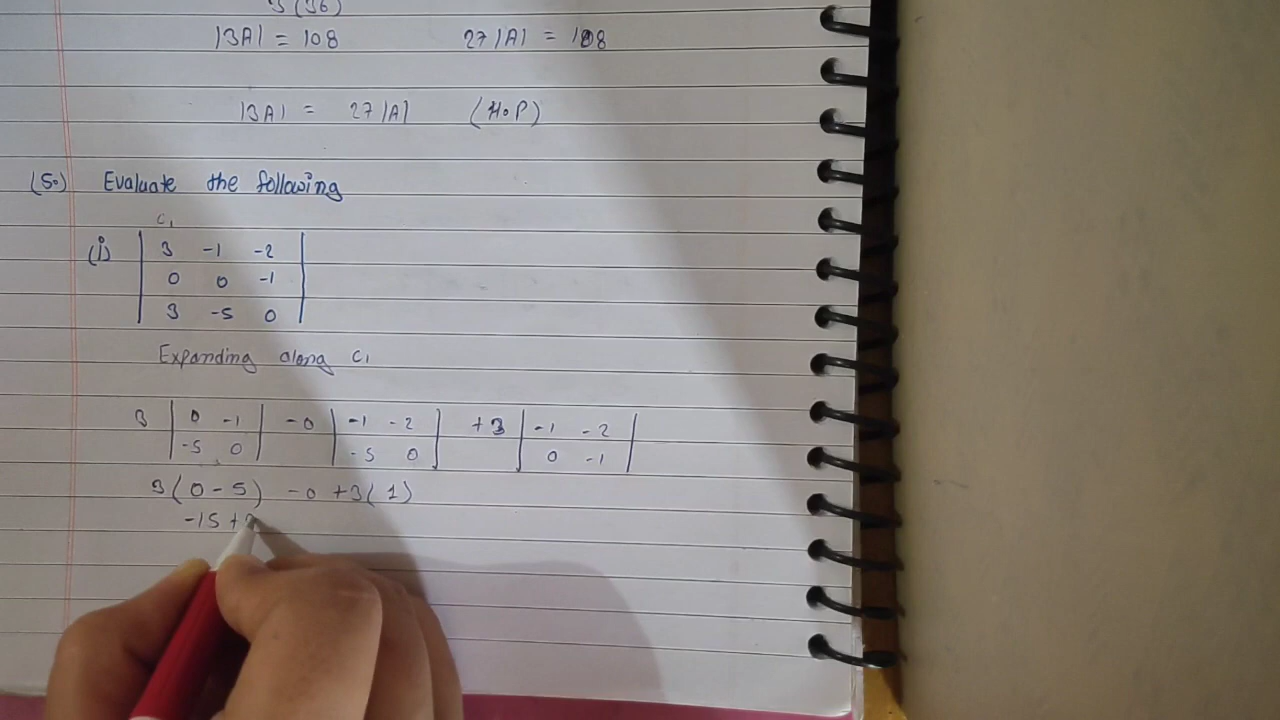 3(36)
|3A| = 108 27|A| = 108
|3A| = 27|A| (H.P)
(5.) Evaluate the following
C₁
(i) | 3 -1 -2 |
| 0 0 -1 |
| 3 -5 0 |
Expanding along C₁
3 | 0 -1 | -0 | -1 -2 | +3 | -1 -2 |
| -5 0 | | -5 0 | | 0 -1 |
3(0-5) -0 +3(1)
-15 +